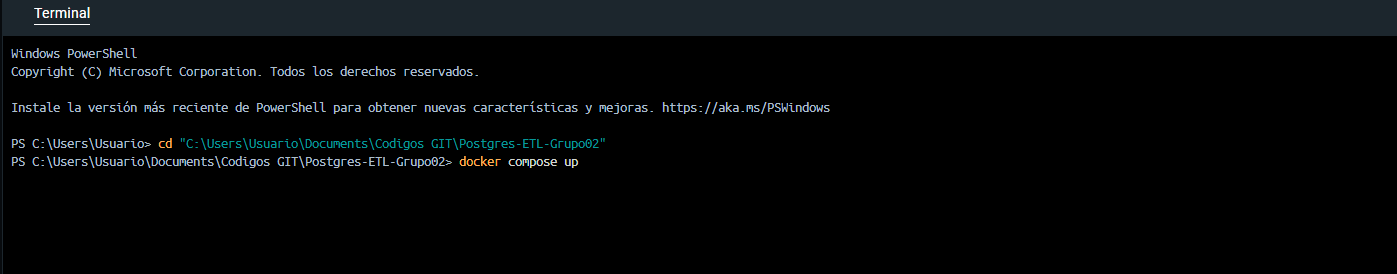 Terminal
Windows PowerShell
Copyright (C) Microsoft Corporation. Todos los derechos reservados.
Instale la versión más reciente de PowerShell para obtener nuevas características y mejoras. https://aka.ms/PSWindows
PS C:\Users\Usuario> cd "C:\Users\Usuario\Documents\Codigos GIT\Postgres-ETL-Grupo02"
PS C:\Users\Usuario\Documents\Codigos GIT\Postgres-ETL-Grupo02> docker compose up